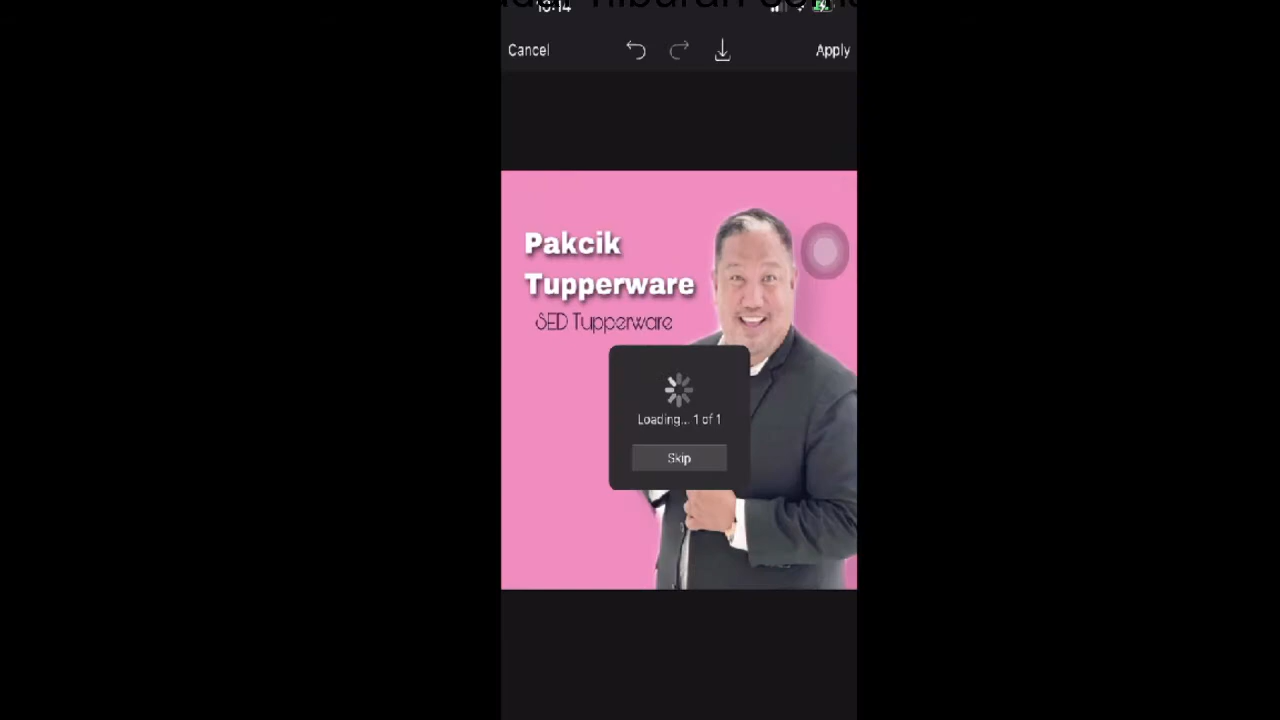 Cancel
Apply
Pakcik
Tupperware
SED Tupperware
Loading... 1 of 1
Skip